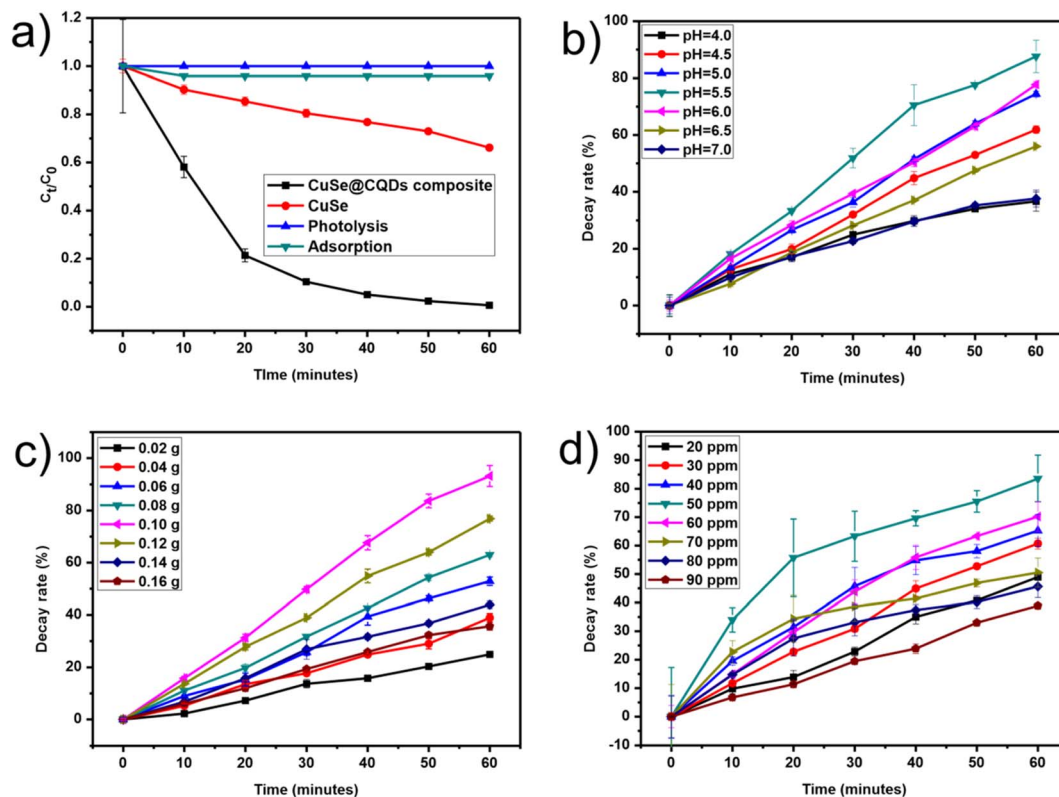 a)
1.2
1.0
0.8
0.6
0.4
0.2
0.0
Ct/C0
CuSe@CQDs composite
CuSe
Photolysis
Adsorption
0 10 20 30 40 50 60
TIme (minutes)
b)
100
80
60
40
20
0
Decay rate (%)
pH=4.0
pH=4.5
pH=5.0
pH=5.5
pH=6.0
pH=6.5
pH=7.0
0 10 20 30 40 50 60
Time (minutes)
c)
100
80
60
40
20
0
Decay rate (%)
0.02 g
0.04 g
0.06 g
0.08 g
0.10 g
0.12 g
0.14 g
0.16 g
0 10 20 30 40 50 60
Time (minutes)
d)
100
90
80
70
60
50
40
30
20
10
0
-10
Decay rate (%)
20 ppm
30 ppm
40 ppm
50 ppm
60 ppm
70 ppm
80 ppm
90 ppm
0 10 20 30 40 50 60
Time (minutes)